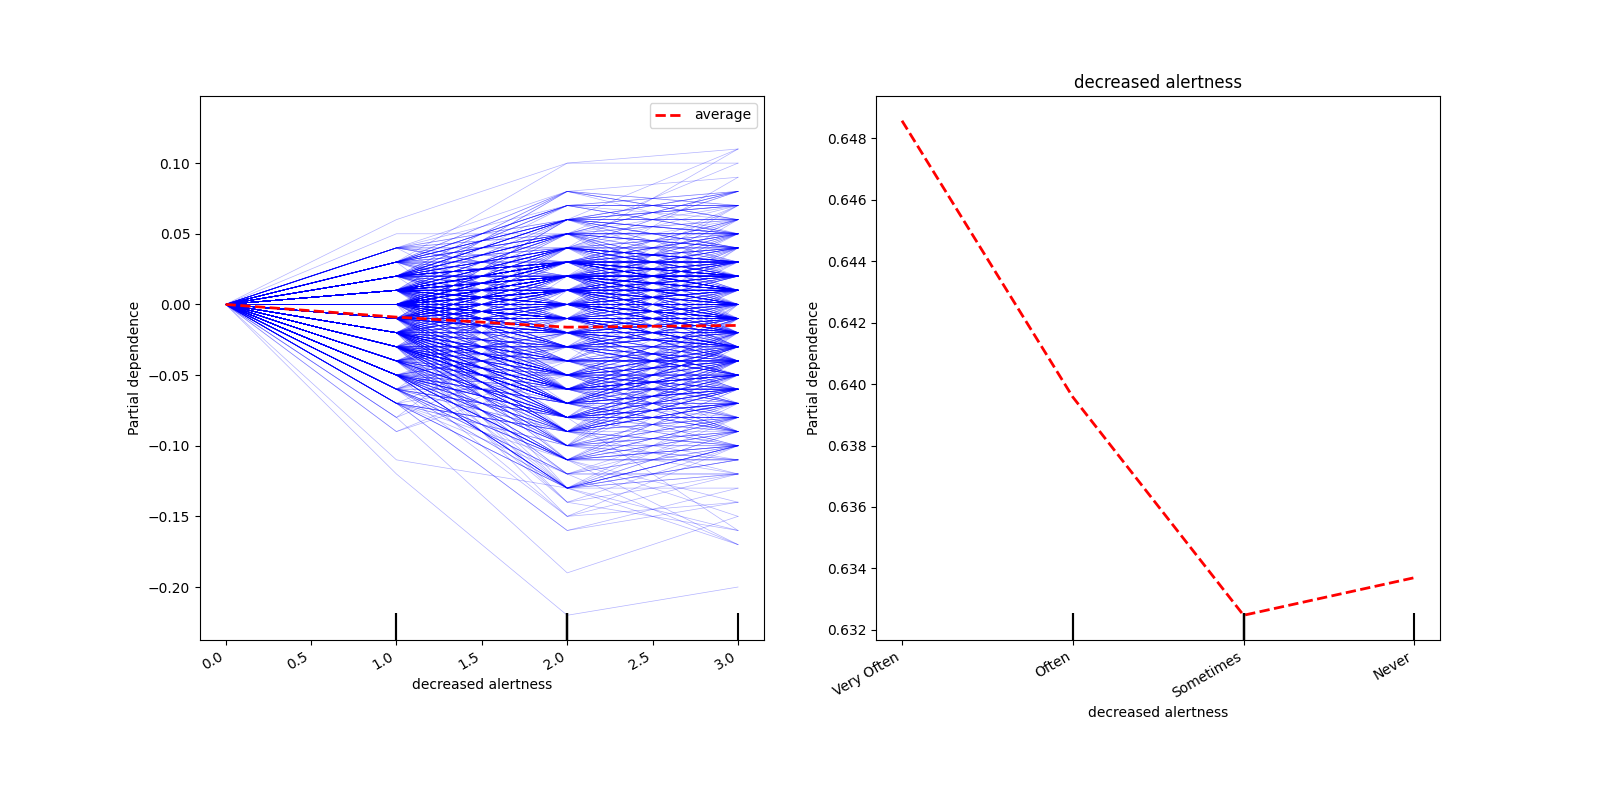 average
0.10
0.05
0.00
−0.05
−0.10
−0.15
−0.20
Partial dependence
0.0
0.5
1.0
1.5
2.0
2.5
3.0
decreased alertness
decreased alertness
0.648
0.646
0.644
0.642
0.640
0.638
0.636
0.634
0.632
Partial dependence
Very Often
Often
Sometimes
Never
decreased alertness